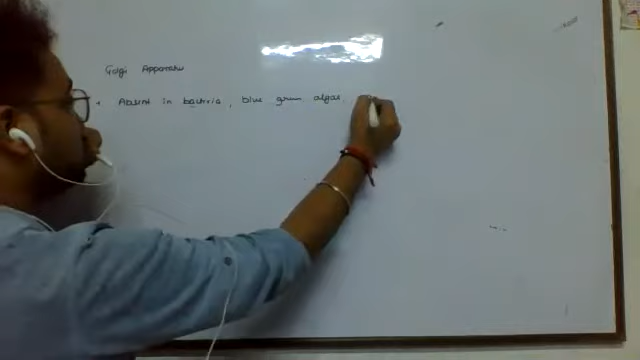 Golgi Apparatus
+ Absent in bacteria, blue green algae,